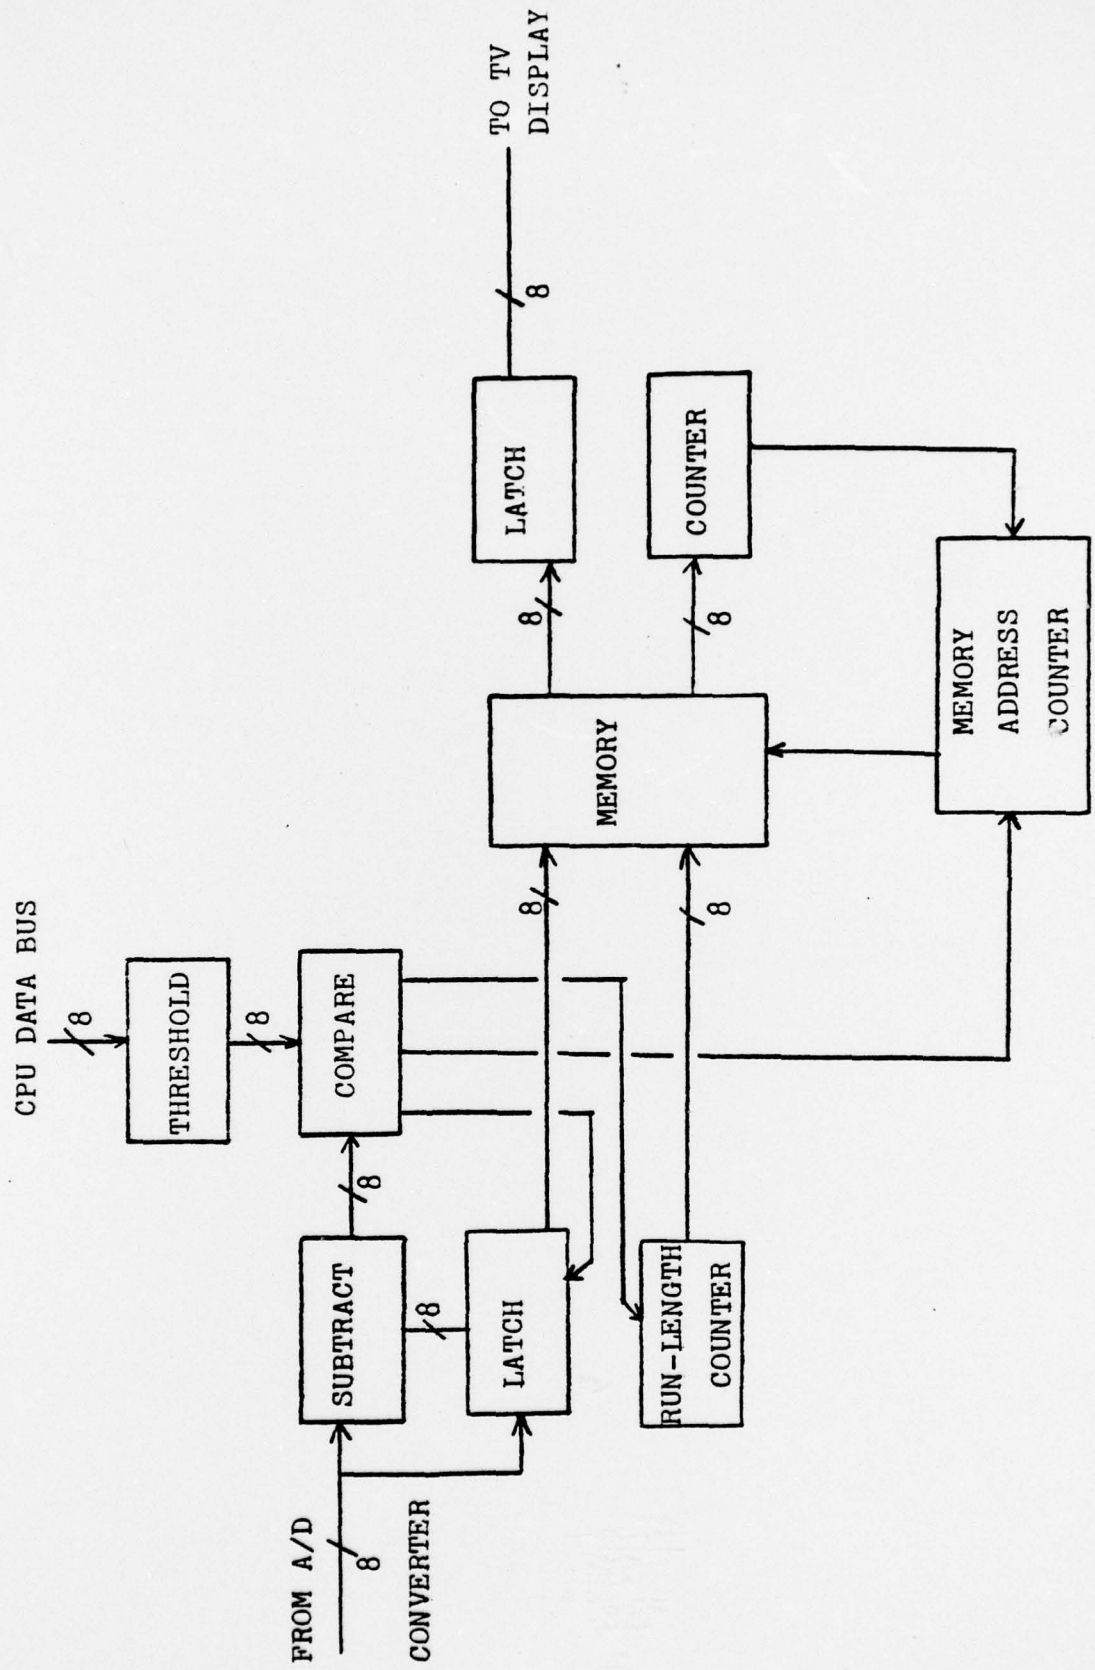 CPU DATA BUS
8
THRESHOLD
8
FROM A/D
8
CONVERTER
SUBTRACT
8
COMPARE
8
LATCH
8
MEMORY
8
LATCH
8
TO TV
DISPLAY
RUN-LENGTH
COUNTER
8
8
COUNTER
MEMORY
ADDRESS
COUNTER